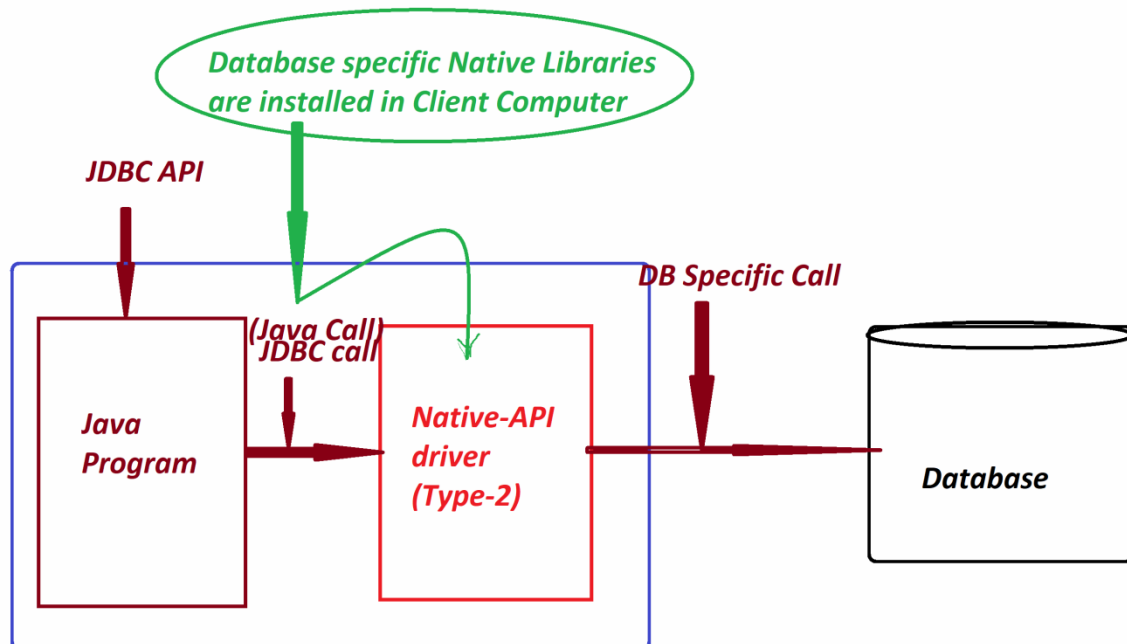 Database specific Native Libraries
are installed in Client Computer
JDBC API
DB Specific Call
(Java Call)
JDBC call
Java
Program
Native-API
driver
(Type-2)
Database